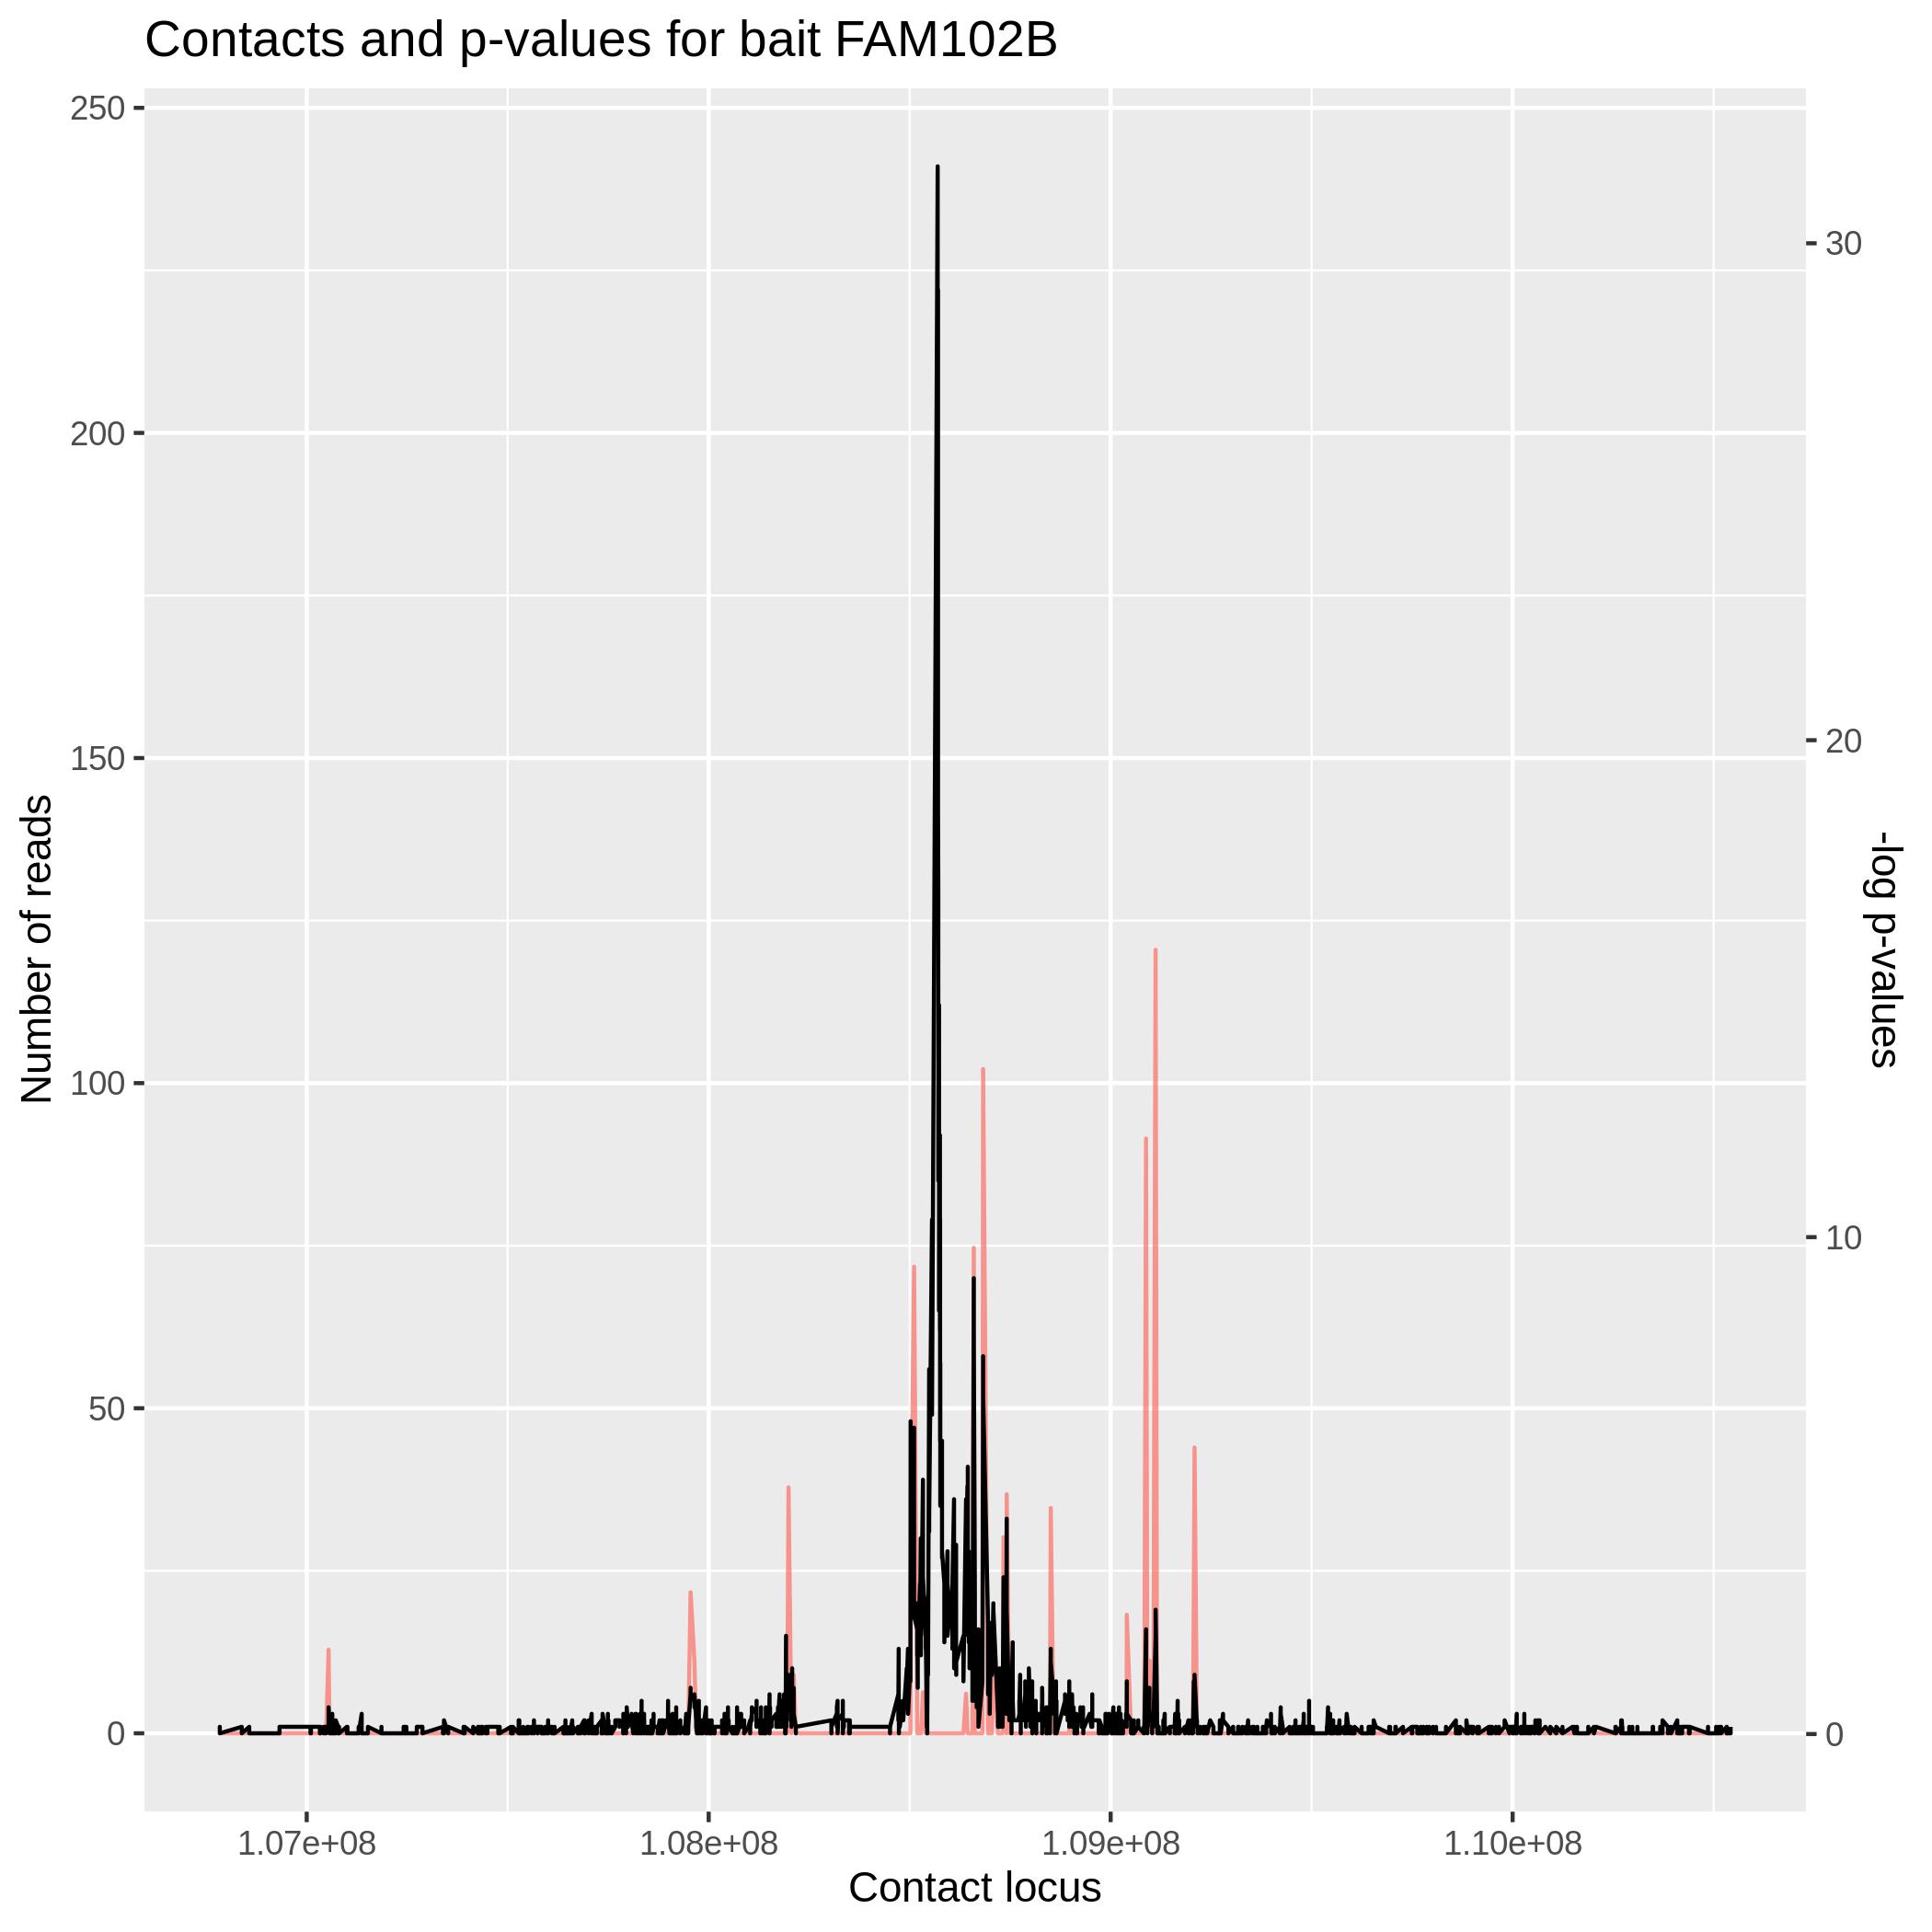 Contacts and p-values for bait FAM102B
250
200
150
100
50
0
Number of reads
30
20
10
0
-log p-values
1.07e+08 1.08e+08 1.09e+08 1.10e+08
Contact locus